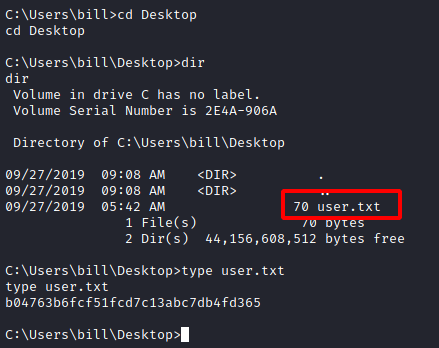 C:\Users\bill>cd Desktop
cd Desktop
C:\Users\bill\Desktop>dir
dir
 Volume in drive C has no label.
 Volume Serial Number is 2E4A-906A
 Directory of C:\Users\bill\Desktop
09/27/2019  09:08 AM    <DIR>          .
09/27/2019  09:08 AM    <DIR>          ..
09/27/2019  05:42 AM                70 user.txt
               1 File(s)             70 bytes
               2 Dir(s)  44,156,608,512 bytes free
C:\Users\bill\Desktop>type user.txt
type user.txt
b04763b6fcf51fcd7c13abc7db4fd365
C:\Users\bill\Desktop>